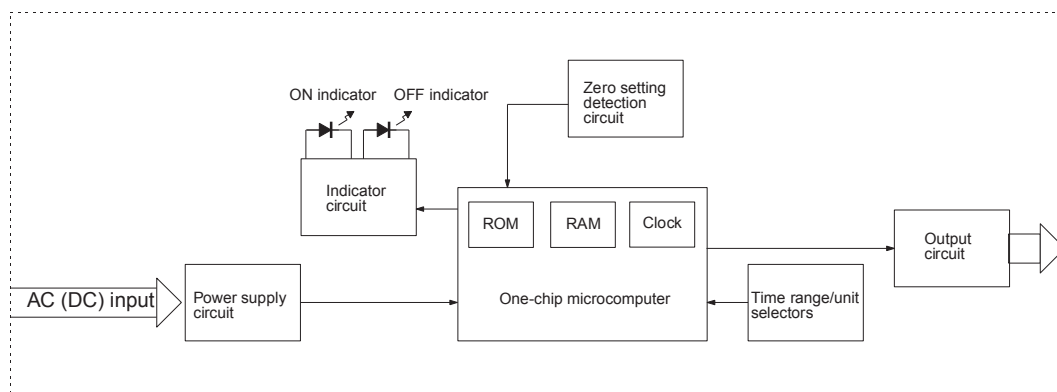 ON indicator
OFF indicator
Zero setting
detection
circuit
Indicator
circuit
ROM
RAM
Clock
Output
circuit
AC (DC) input
Power supply
circuit
One-chip microcomputer
Time range/unit
selectors